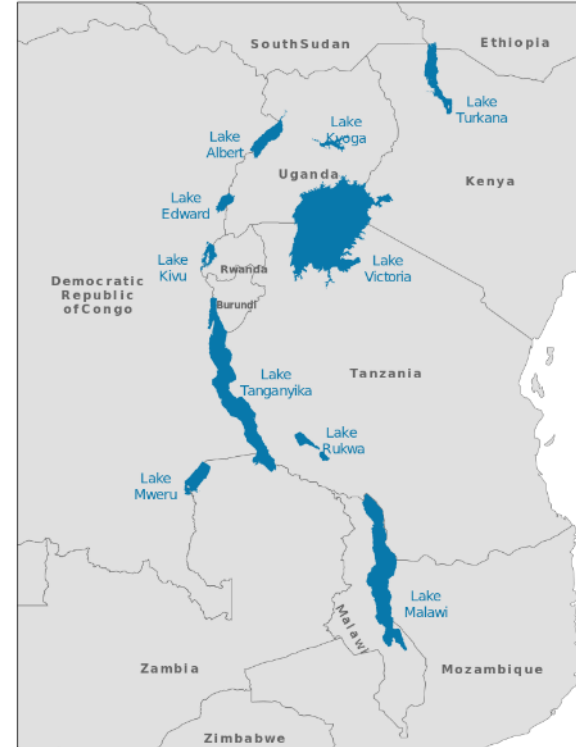 SouthSudan
Ethiopia
Lake
Turkana
Lake
Kyoga
Lake
Albert
Uganda
Kenya
Lake
Edward
Lake
Kivu
Rwanda
Lake
Victoria
Democratic
Republic
ofCongo
Burundi
Lake
Tanganyika
Tanzania
Lake
Rukwa
Lake
Mweru
Lake
Malawi
Malawi
Zambia
Mozambique
Zimbabwe